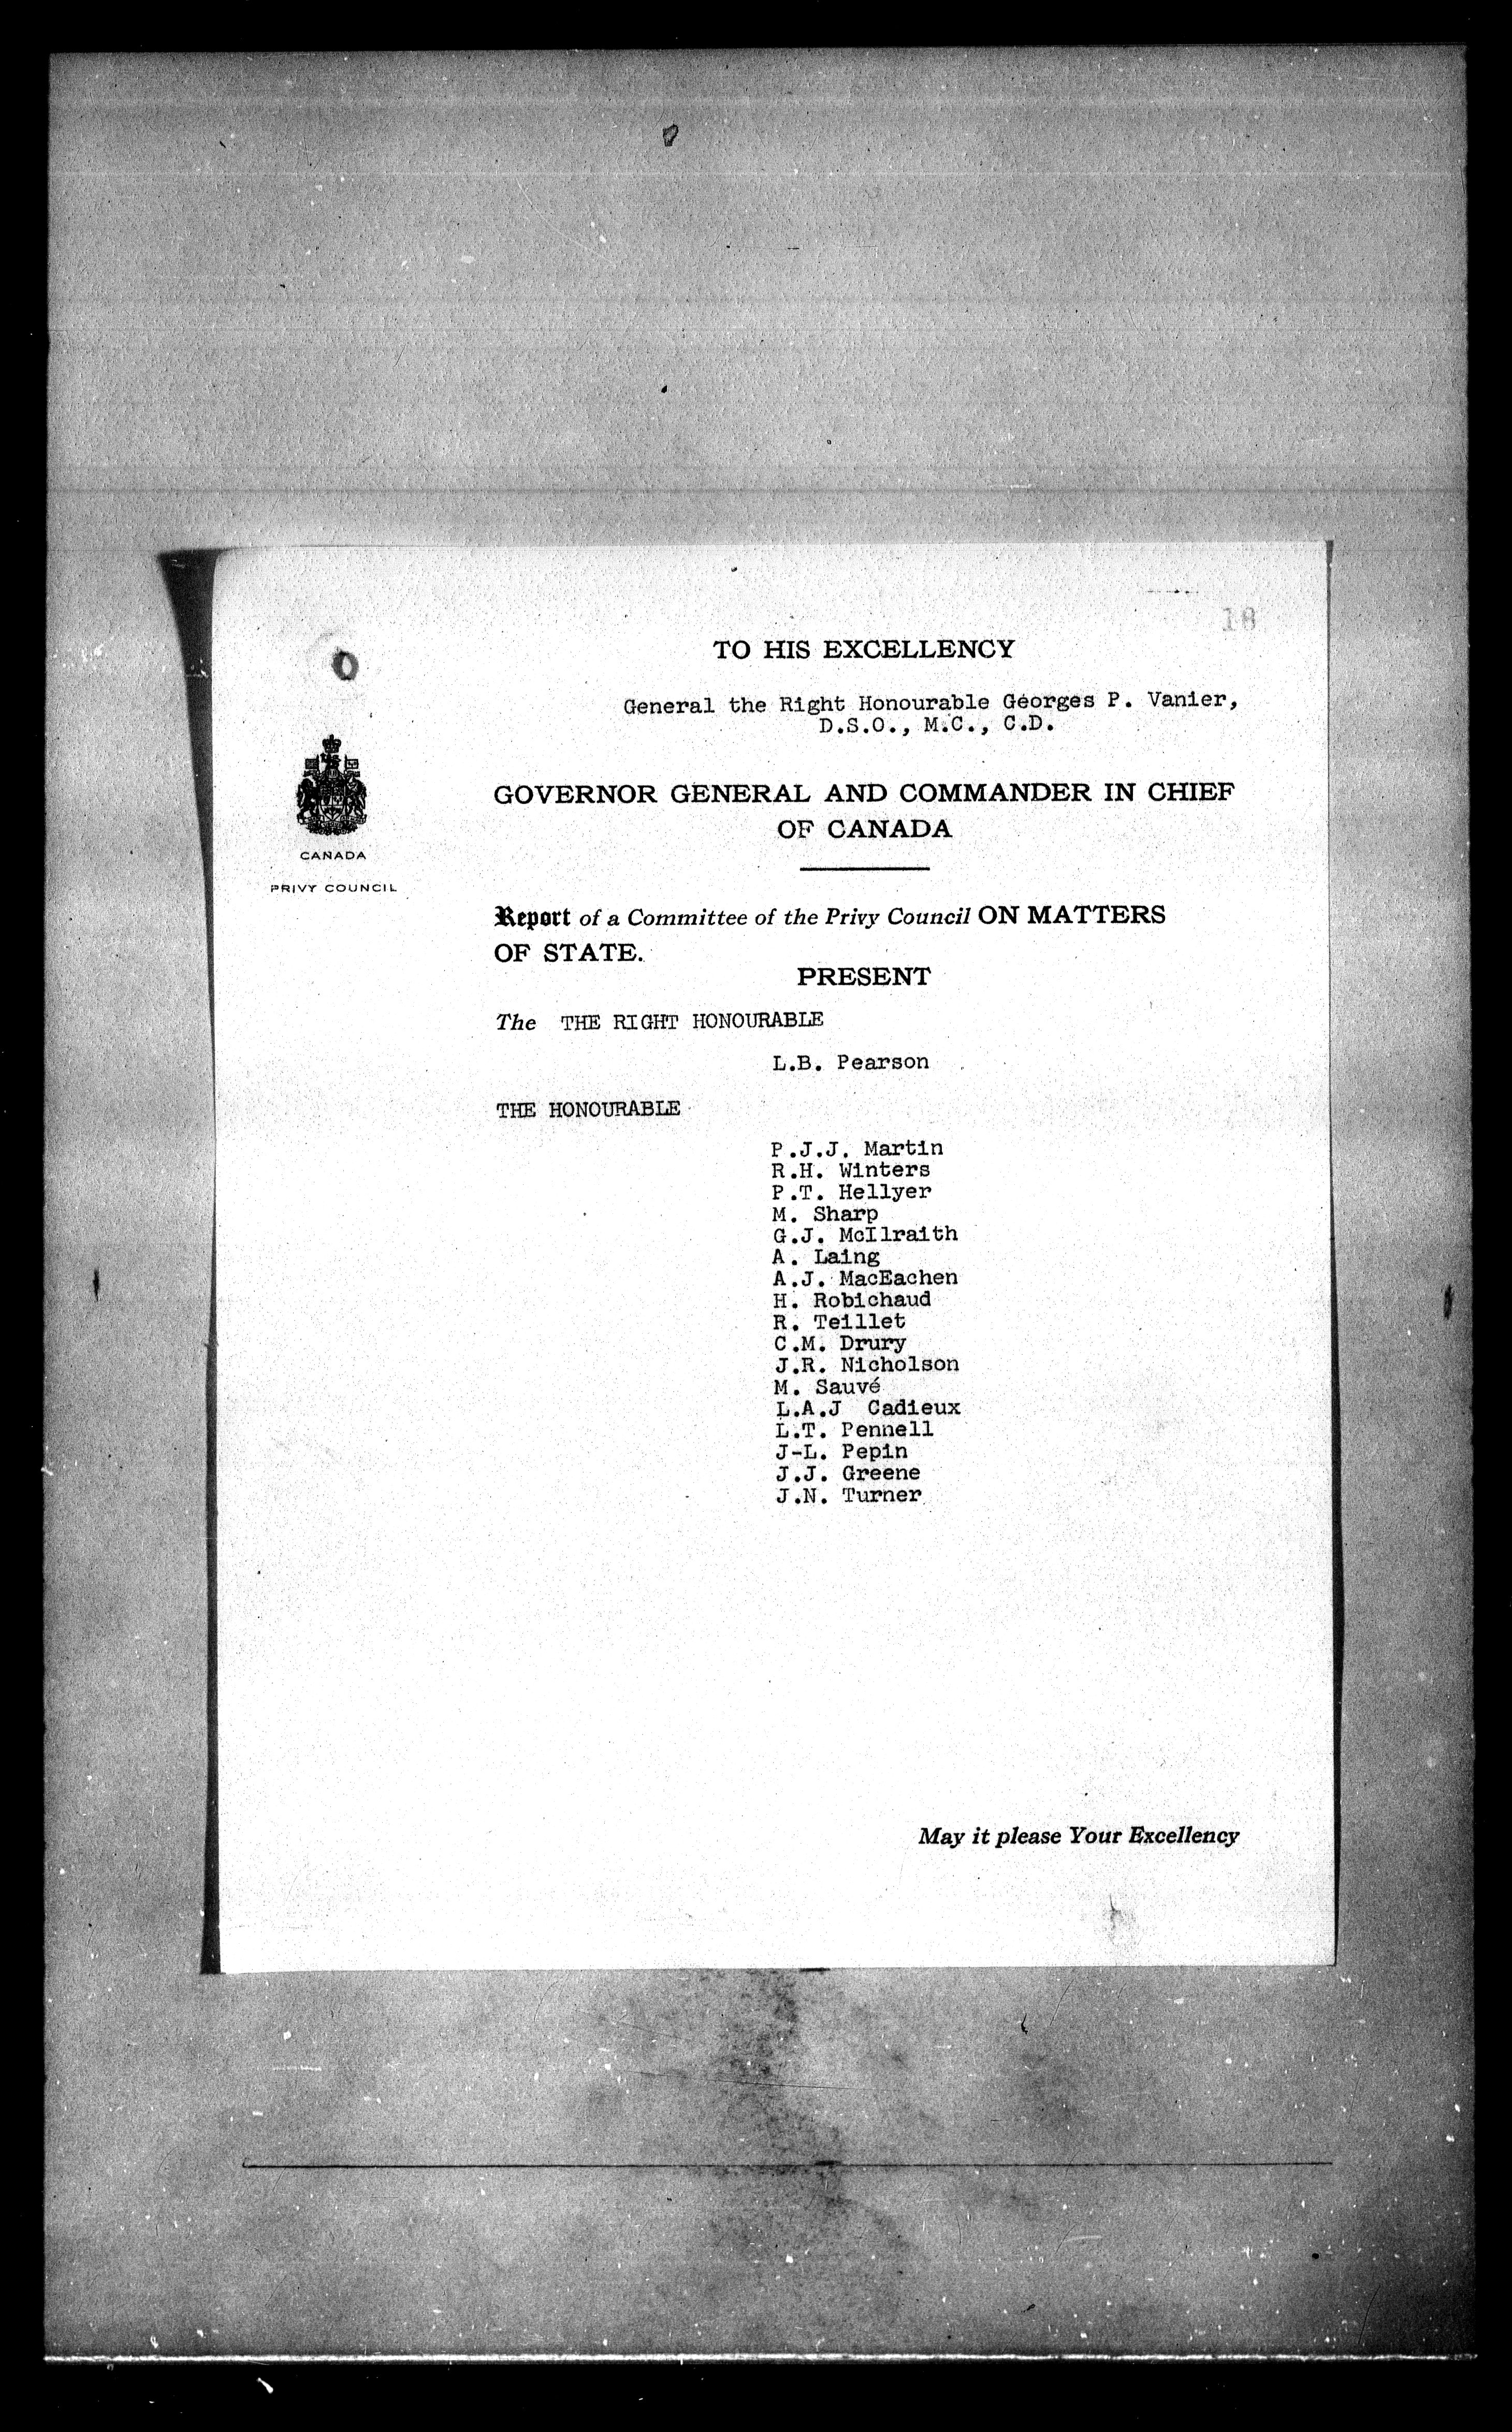 18
TO HIS EXCELLENCY
General the Right Honourable Georges P. Vanier,
D.S.O., M.C., C.D.
GOVERNOR GENERAL AND COMMANDER IN CHIEF
OF CANADA
CANADA
PRIVY COUNCIL
Report of a Committee of the Privy Council ON MATTERS
OF STATE.
PRESENT
The THE RIGHT HONOURABLE
L.B. Pearson
THE HONOURABLE
P.J.J. Martin
R.H. Winters
P.T. Hellyer
M. Sharp
G.J. McIlraith
A. Laing
A.J. MacEachen
H. Robichaud
R. Teillet
C.M. Drury
J.R. Nicholson
M. Sauvé
L.A.J Cadieux
L.T. Pennell
J-L. Pepin
J.J. Greene
J.N. Turner
May it please Your Excellency